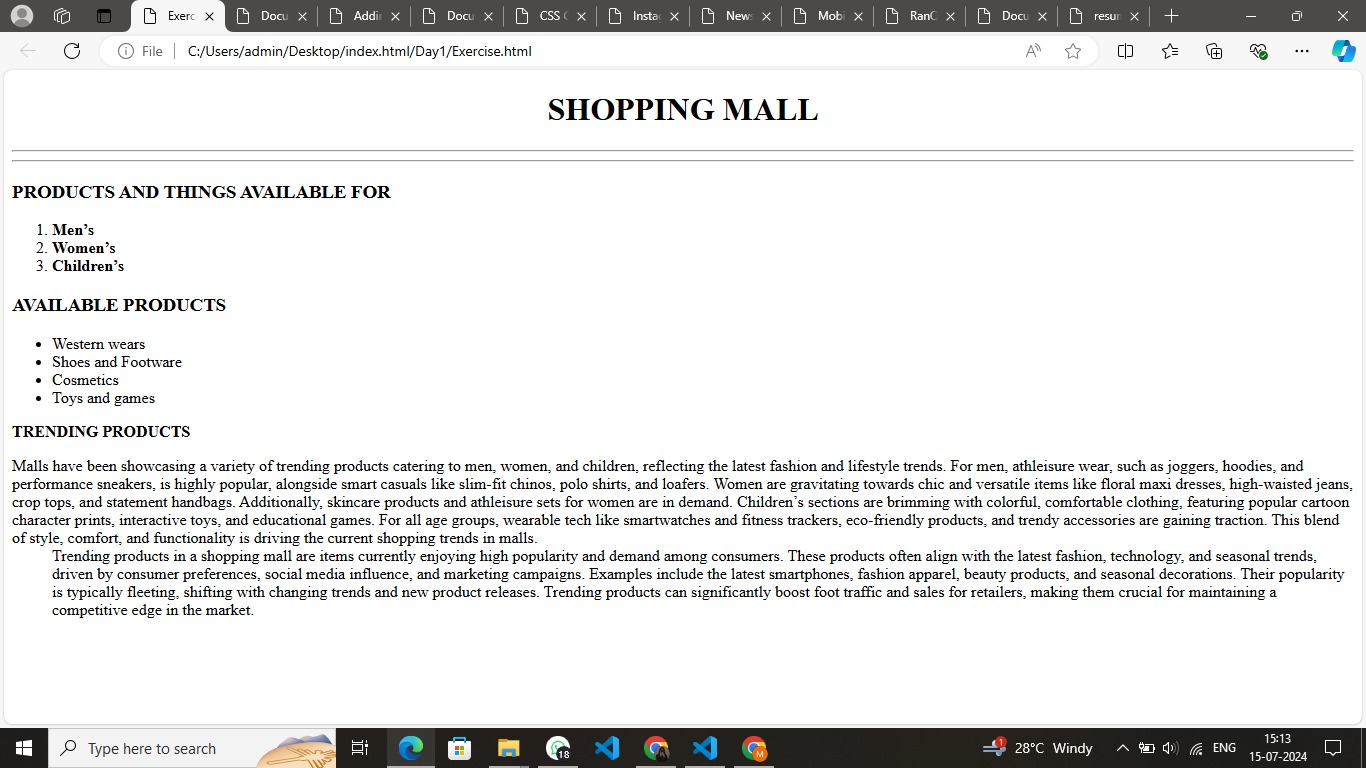 Exerc
Docu
Addin
Docu
CSS
Insta
News
Mobi
RanC
Docu
resun
File
C:/Users/admin/Desktop/index.html/Day1/Exercise.html
SHOPPING MALL
PRODUCTS AND THINGS AVAILABLE FOR
1. Men’s
2. Women’s
3. Children’s
AVAILABLE PRODUCTS
• Western wears
• Shoes and Footware
• Cosmetics
• Toys and games
TRENDING PRODUCTS
Malls have been showcasing a variety of trending products catering to men, women, and children, reflecting the latest fashion and lifestyle trends. For men, athleisure wear, such as joggers, hoodies, and
performance sneakers, is highly popular, alongside smart casuals like slim-fit chinos, polo shirts, and loafers. Women are gravitating towards chic and versatile items like floral maxi dresses, high-waisted jeans,
crop tops, and statement handbags. Additionally, skincare products and athleisure sets for women are in demand. Children’s sections are brimming with colorful, comfortable clothing, featuring popular cartoon
character prints, interactive toys, and educational games. For all age groups, wearable tech like smartwatches and fitness trackers, eco-friendly products, and trendy accessories are gaining traction. This blend
of style, comfort, and functionality is driving the current shopping trends in malls.
Trending products in a shopping mall are items currently enjoying high popularity and demand among consumers. These products often align with the latest fashion, technology, and seasonal trends,
driven by consumer preferences, social media influence, and marketing campaigns. Examples include the latest smartphones, fashion apparel, beauty products, and seasonal decorations. Their popularity
is typically fleeting, shifting with changing trends and new product releases. Trending products can significantly boost foot traffic and sales for retailers, making them crucial for maintaining a
competitive edge in the market.
Type here to search
18
M
1
28°C Windy
ENG
15:13
15-07-2024